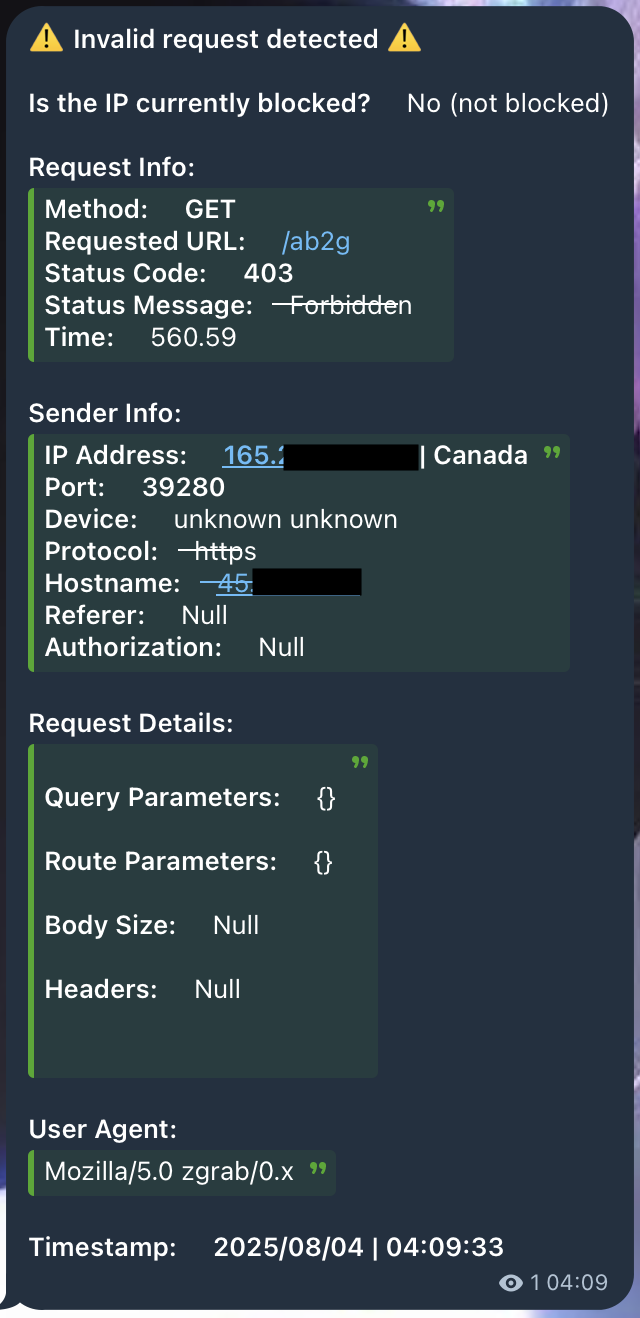 ⚠️ Invalid request detected ⚠️
Is the IP currently blocked? No (not blocked)
Request Info:
Method: GET
Requested URL: /ab2g
Status Code: 403
Status Message: Forbidden
Time: 560.59
Sender Info:
IP Address: 165.2 | Canada
Port: 39280
Device: unknown unknown
Protocol: https
Hostname: 45.
Referer: Null
Authorization: Null
Request Details:
Query Parameters: {}
Route Parameters: {}
Body Size: Null
Headers: Null
User Agent:
Mozilla/5.0 zgrab/0.x
Timestamp: 2025/08/04 | 04:09:33
1 04:09